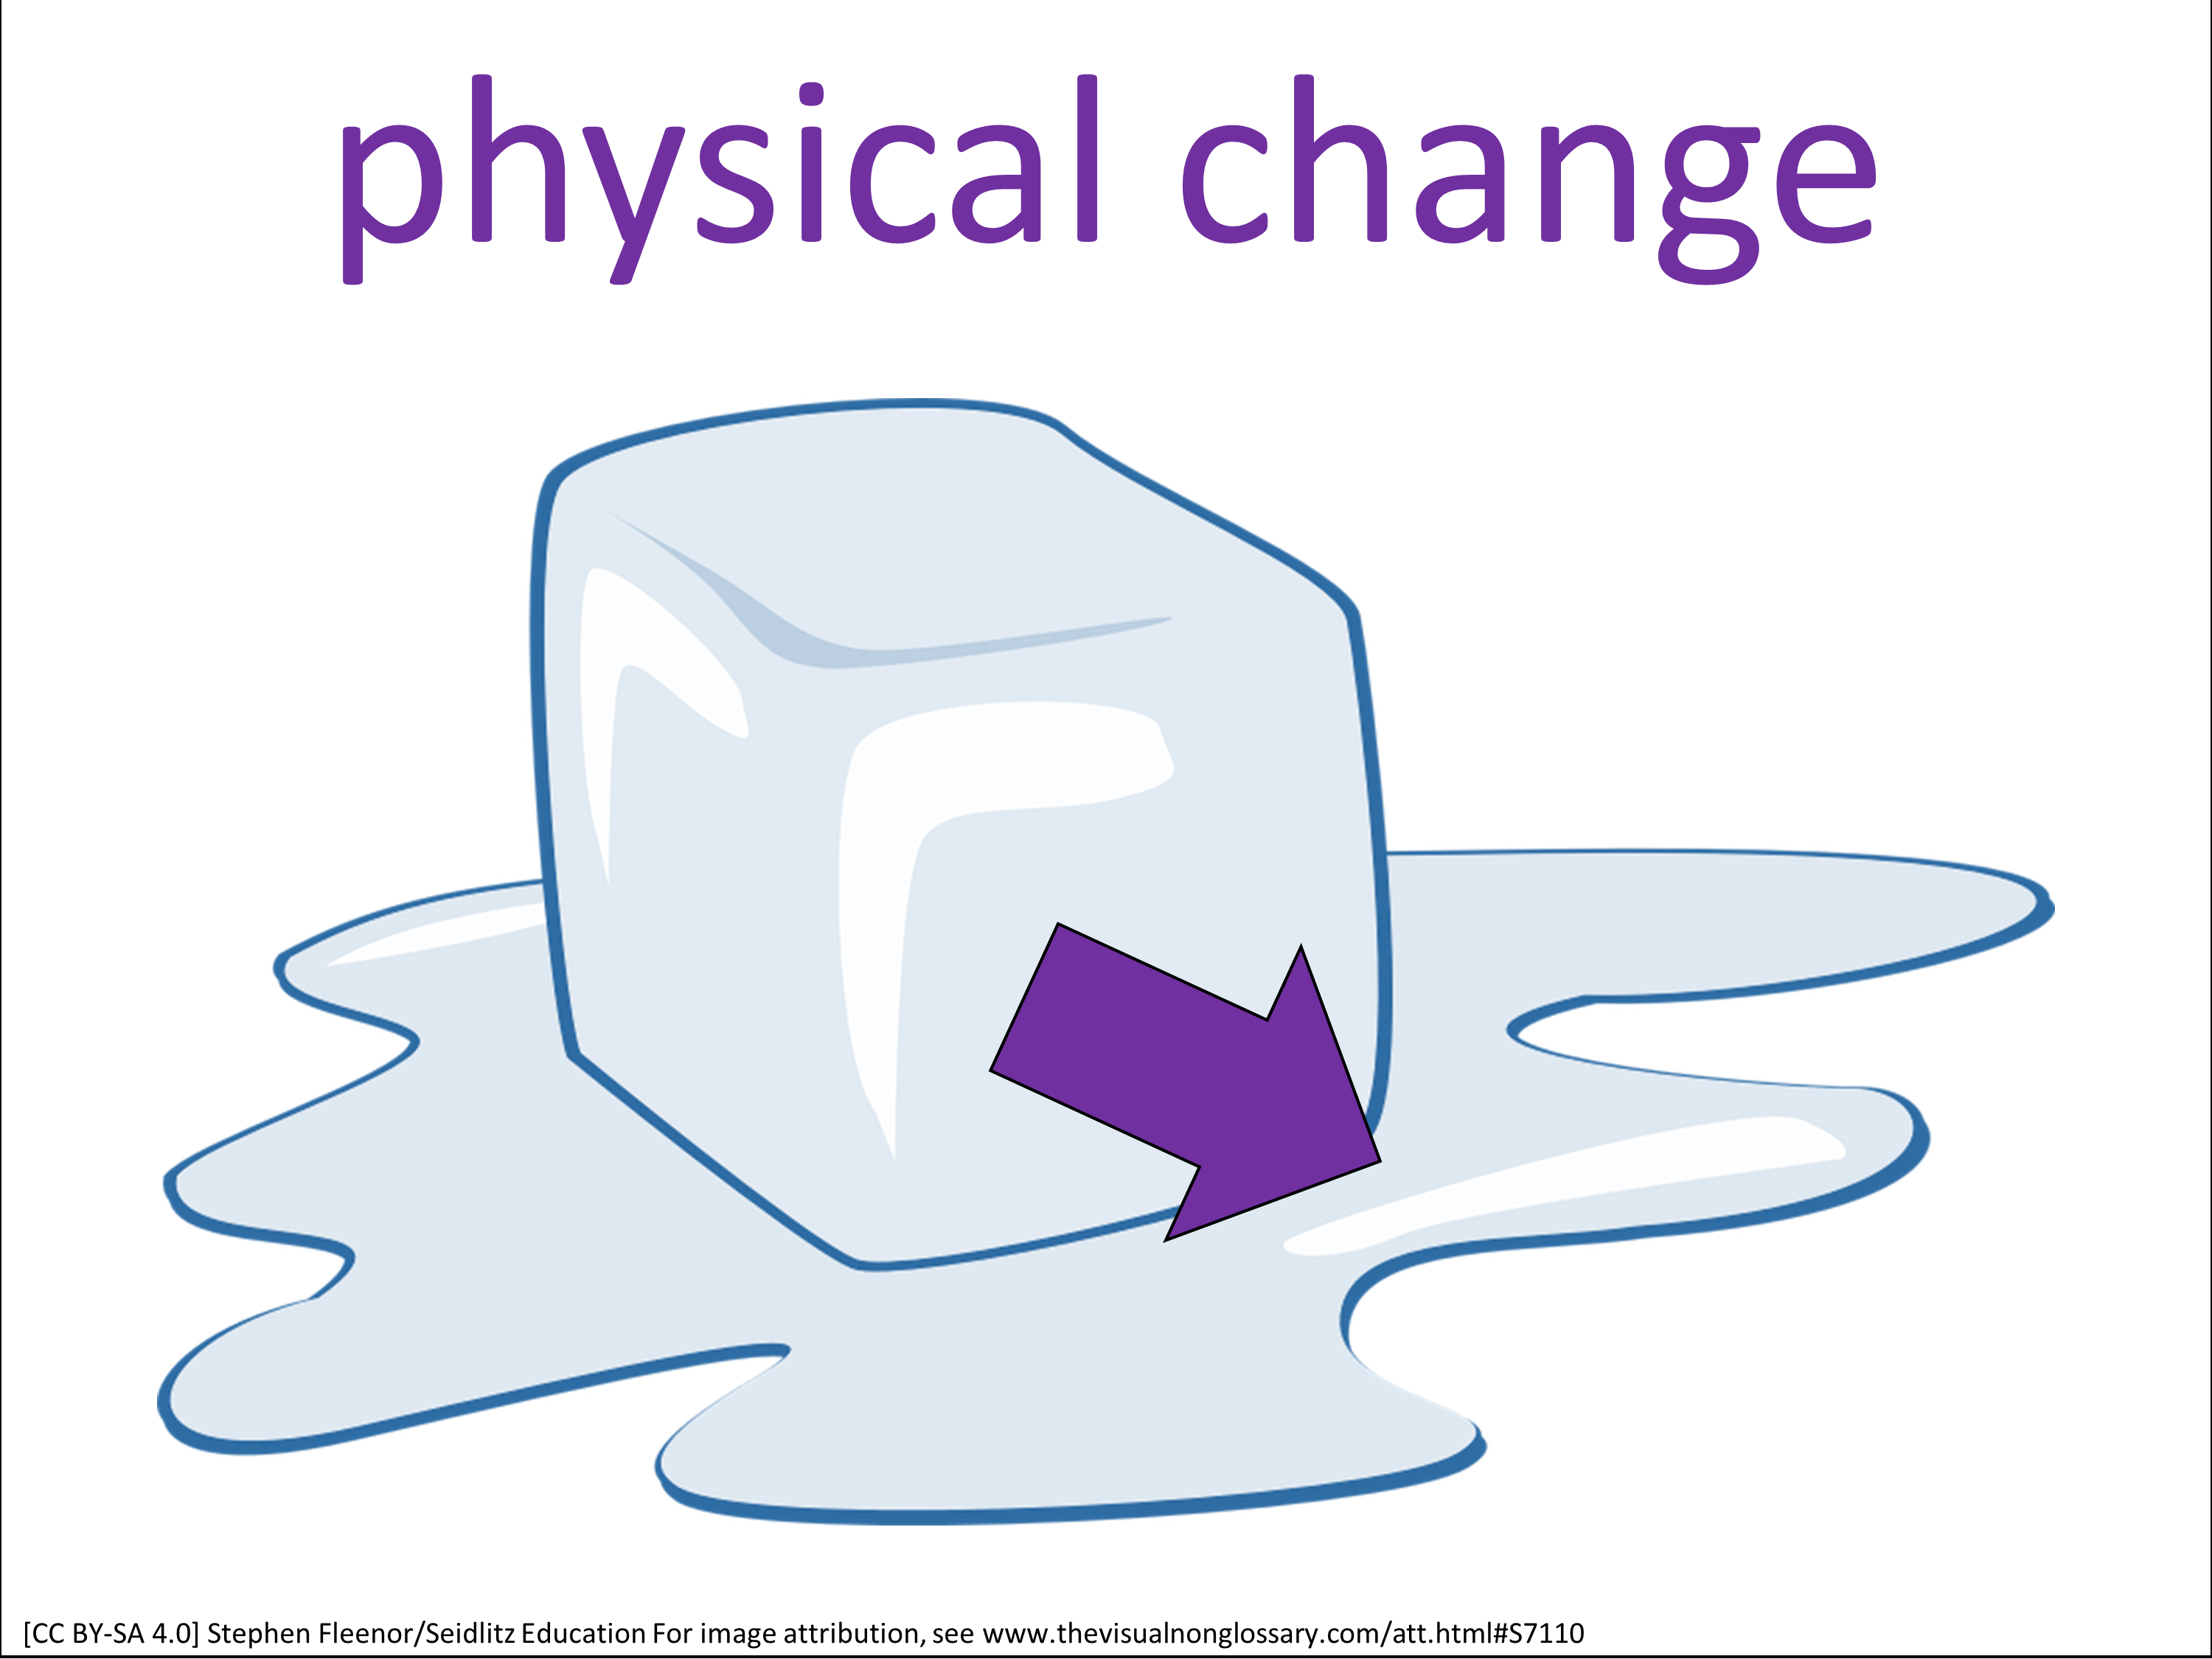 physical change
[CC BY-SA 4.0] Stephen Fleenor/Seidlitz Education For image attribution, see www.thevisualnonglossary.com/att.html#S7110